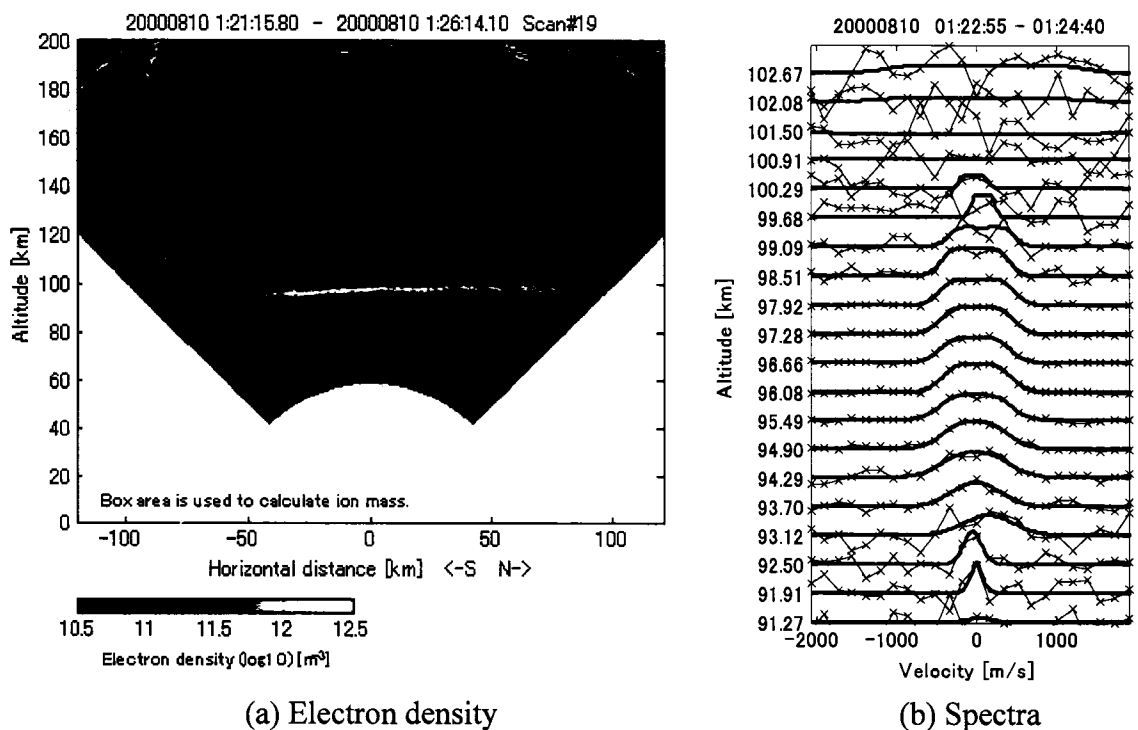 20000810 1:21:15.80 - 20000810 1:26:14.10 Scan#19
200
180
160
140
120
100
80
60
40
20
0
Altitude [km]
Box area is used to calculate ion mass.
-100 -50 0 50 100
Horizontal distance [km] <-S N->
10.5 11 11.5 12 12.5
Electron density (log10) [m⁻³]
(a) Electron density
20000810 01:22:55 - 01:24:40
102.67
102.08
101.50
100.91
100.29
99.68
99.09
98.51
97.92
97.28
96.66
96.08
95.49
94.90
94.29
93.70
93.12
92.50
91.91
91.27
Altitude [km]
-2000 -1000 0 1000
Velocity [m/s]
(b) Spectra